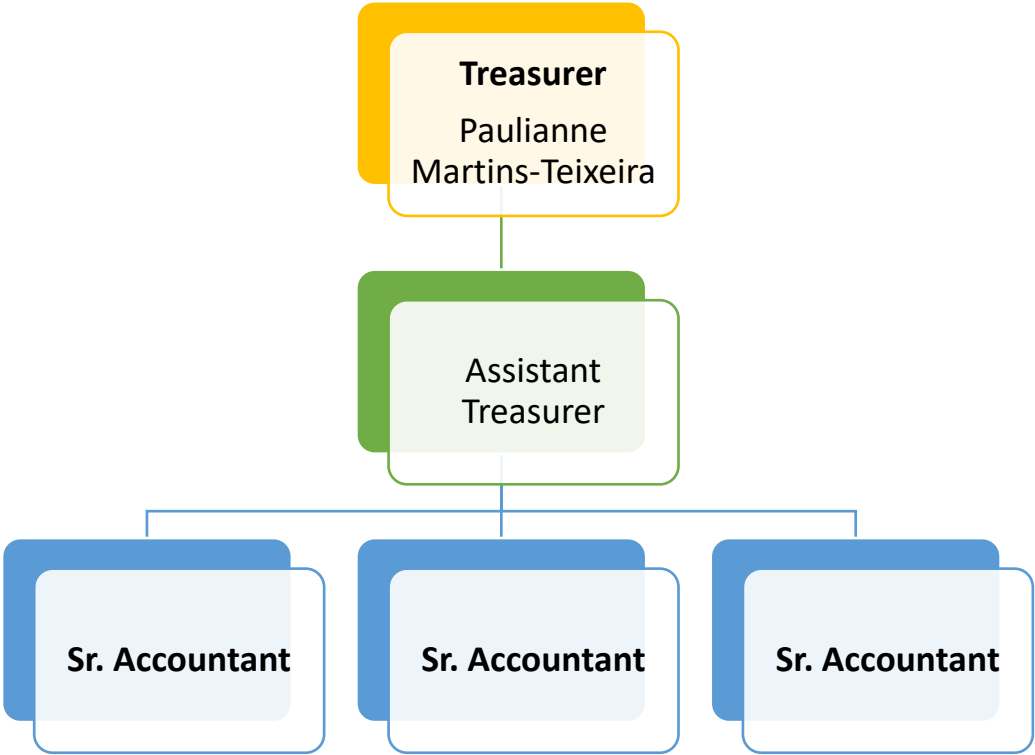 Treasurer
Paulianne
Martins-Teixeira
Assistant
Treasurer
Sr. Accountant
Sr. Accountant
Sr. Accountant